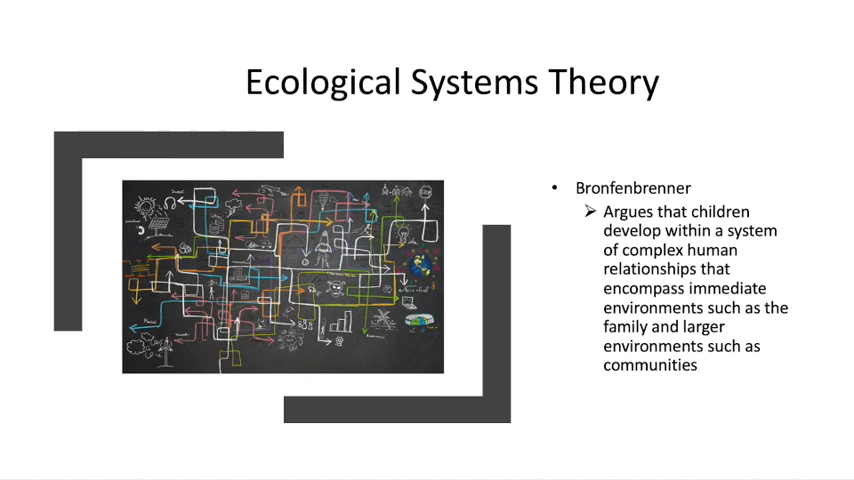 Ecological Systems Theory
• Bronfenbrenner
➢ Argues that children
develop within a system
of complex human
relationships that
encompass immediate
environments such as the
family and larger
environments such as
communities